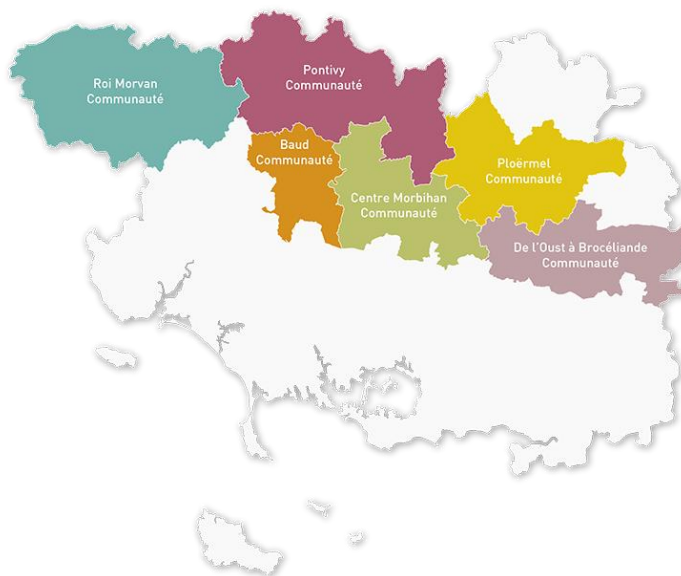 Roi Morvan
Communauté
Pontivy
Communauté
Baud
Communauté
Centre Morbihan
Communauté
Ploërmel
Communauté
De l'Oust à Brocéliande
Communauté